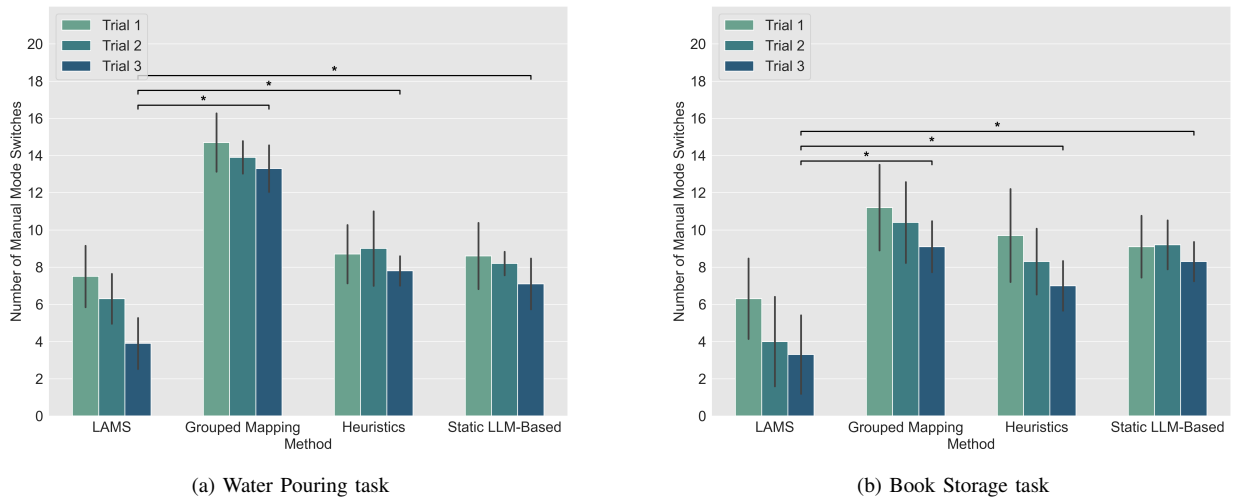 Trial 1
Trial 2
Trial 3
Number of Manual Mode Switches
20
18
16
14
12
10
8
6
4
2
0
*
*
*
LAMS Grouped Mapping Heuristics Static LLM-Based
Method
(a) Water Pouring task
Trial 1
Trial 2
Trial 3
Number of Manual Mode Switches
20
18
16
14
12
10
8
6
4
2
0
*
*
*
LAMS Grouped Mapping Heuristics Static LLM-Based
Method
(b) Book Storage task